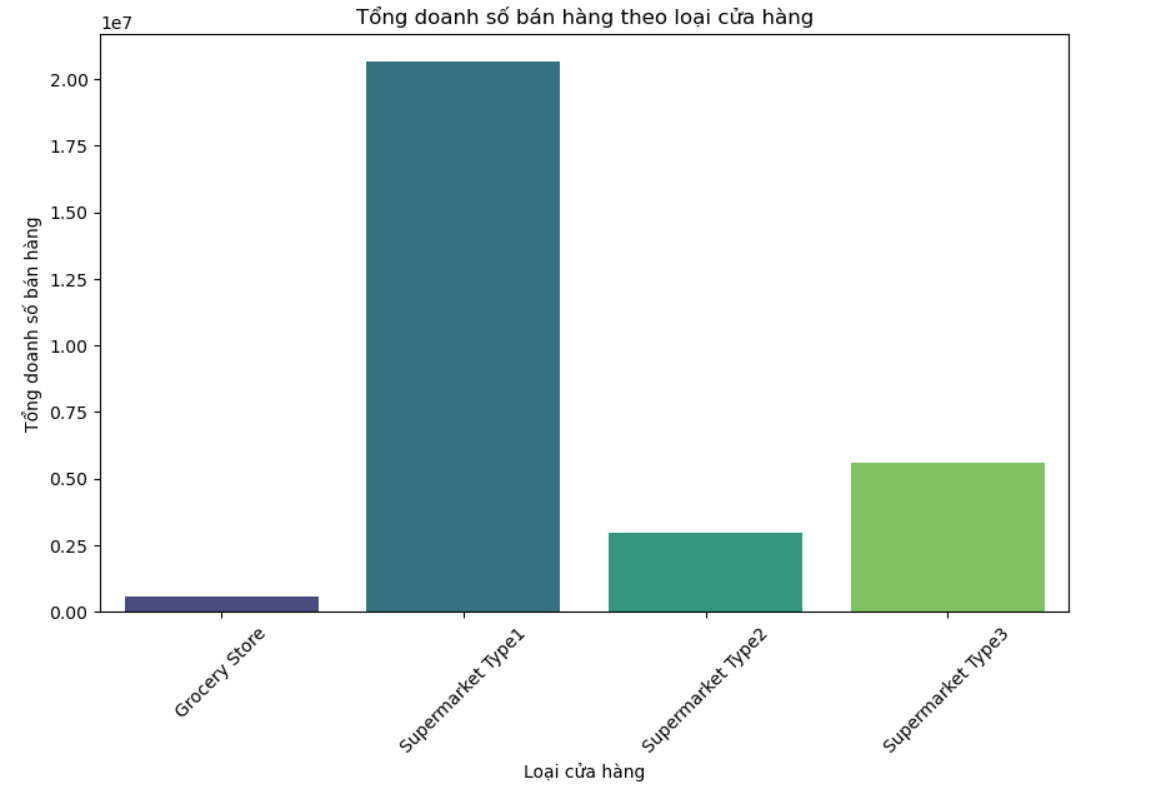 Tổng doanh số bán hàng theo loại cửa hàng
1e7
2.00
1.75
1.50
1.25
1.00
0.75
0.50
0.25
0.00
Tổng doanh số bán hàng
Grocery Store
Supermarket Type1
Supermarket Type2
Supermarket Type3
Loại cửa hàng